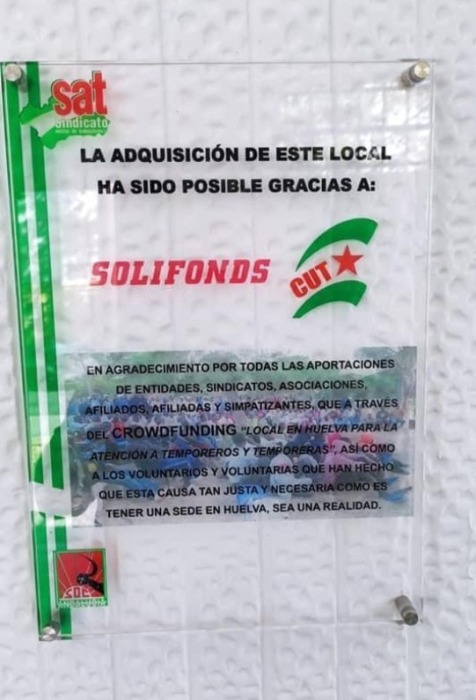 sat
Sindicato
LA ADQUISICIÓN DE ESTE LOCAL
HA SIDO POSIBLE GRACIAS A:
SOLIFONDS
CUT
EN AGRADECIMIENTO POR TODAS LAS APORTACIONES
DE ENTIDADES, SINDICATOS, ASOCIACIONES,
AFILIADOS, AFILIADAS Y SIMPATIZANTES, QUE A TRAVÉS
DEL CROWDFUNDING "LOCAL EN HUELVA PARA LA
ATENCIÓN A TEMPOREROS Y TEMPORERAS", ASÍ COMO
A LOS VOLUNTARIOS Y VOLUNTARIAS QUE HAN HECHO
QUE ESTA CAUSA TAN JUSTA Y NECESARIA COMO ES
TENER UNA SEDE EN HUELVA, SEA UNA REALIDAD.
SOC